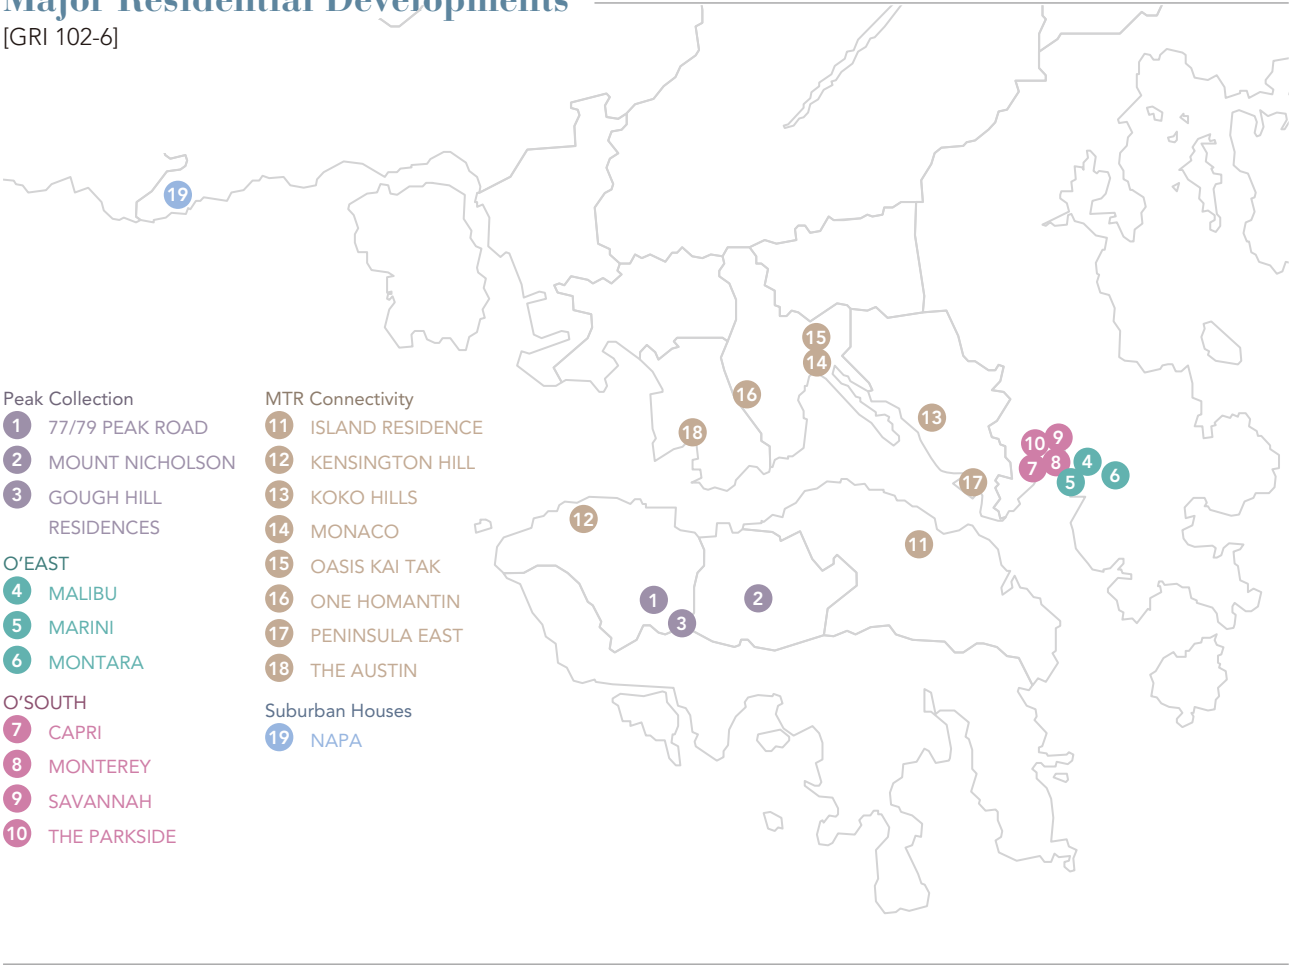 Major Residential Developments
[GRI 102-6]
Peak Collection
1 77/79 PEAK ROAD
2 MOUNT NICHOLSON
3 GOUGH HILL
RESIDENCES
O'EAST
4 MALIBU
5 MARINI
6 MONTARA
O'SOUTH
7 CAPRI
8 MONTEREY
9 SAVANNAH
10 THE PARKSIDE
MTR Connectivity
11 ISLAND RESIDENCE
12 KENSINGTON HILL
13 KOKO HILLS
14 MONACO
15 OASIS KAI TAK
16 ONE HOMANTIN
17 PENINSULA EAST
18 THE AUSTIN
Suburban Houses
19 NAPA
19
15
14
16
13
18
10
9
7
8
4
5
6
17
12
11
1
2
3